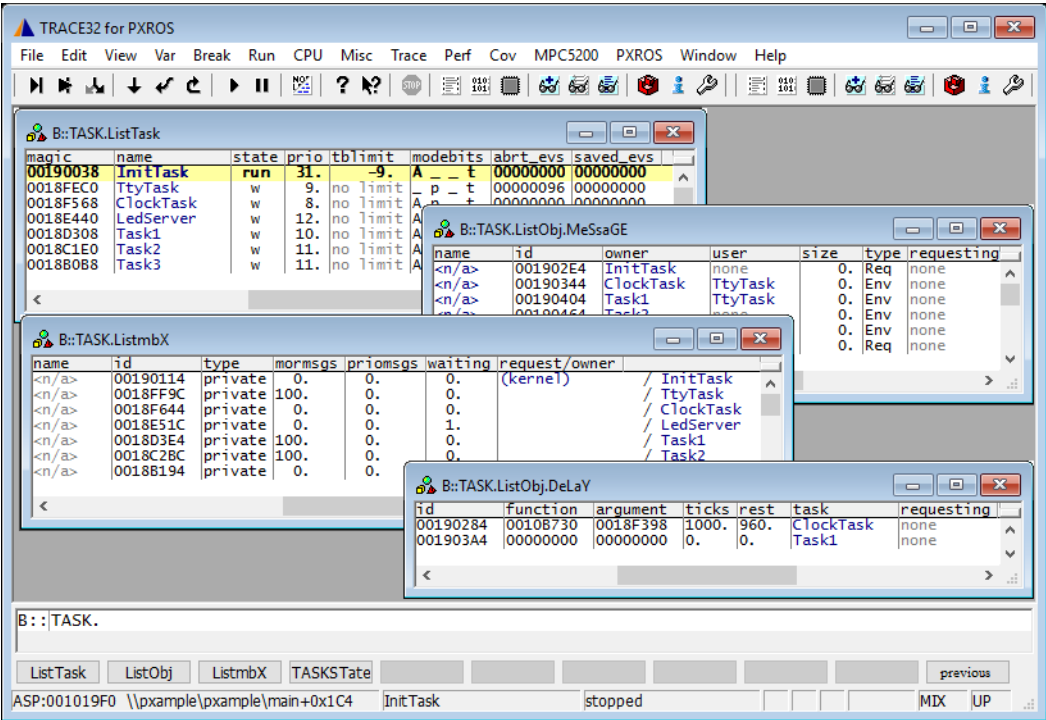 TRACE32 for PXROS
File Edit View Var Break Run CPU Misc Trace Perf Cov MPC5200 PXROS Window Help
B::TASK.ListTask
magic name state prio tblimit modebits abrt_evs saved_evs
00190038 InitTask run 31. -9. A _ _ t 00000000 00000000
0018FEC0 TtyTask w 9. no limit _ p _ t 00000096 00000000
0018F568 ClockTask w 8. no limit A p _ t 00000000 00000000
0018E440 LedServer w 12. no limit A
0018D308 Task1 w 10. no limit A
0018C1E0 Task2 w 11. no limit A
0018B0B8 Task3 w 11. no limit A
B::TASK.ListObj.MeSsaGE
name id owner user size type requesting
<n/a> 001902E4 InitTask none 0. Req none
<n/a> 00190344 ClockTask TtyTask 0. Env none
<n/a> 00190404 Task1 TtyTask 0. Env none
<n/a> 00190464 Task2 none 0. Env none
0. Env none
0. Req none
B::TASK.ListmbX
name id type mormsgs priomsgs waiting request/owner
<n/a> 00190114 private 0. 0. 0. (kernel) / InitTask
<n/a> 0018FF9C private 100. 0. 0. / TtyTask
<n/a> 0018F644 private 0. 0. 0. / ClockTask
<n/a> 0018E51C private 0. 0. 1. / LedServer
<n/a> 0018D3E4 private 100. 0. 0. / Task1
<n/a> 0018C2BC private 100. 0. 0. / Task2
<n/a> 0018B194 private 0. 0.
B::TASK.ListObj.DeLaY
id function argument ticks rest task requesting
00190284 0010B730 0018F398 1000. 960. ClockTask none
001903A4 00000000 00000000 0. 0. Task1 none
B::TASK.
ListTask ListObj ListmbX TASKSTate previous
ASP:001019F0 \\pxample\pxample\main+0x1C4 InitTask stopped MIX UP